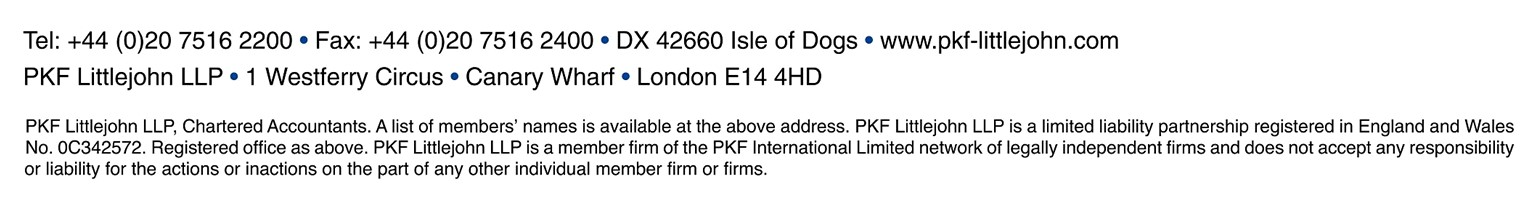 Tel: +44 (0)20 7516 2200 • Fax: +44 (0)20 7516 2400 • DX 42660 Isle of Dogs • www.pkf-littlejohn.com
PKF Littlejohn LLP • 1 Westferry Circus • Canary Wharf • London E14 4HD
PKF Littlejohn LLP, Chartered Accountants. A list of members’ names is available at the above address. PKF Littlejohn LLP is a limited liability partnership registered in England and Wales
No. 0C342572. Registered office as above. PKF Littlejohn LLP is a member firm of the PKF International Limited network of legally independent firms and does not accept any responsibility
or liability for the actions or inactions on the part of any other individual member firm or firms.